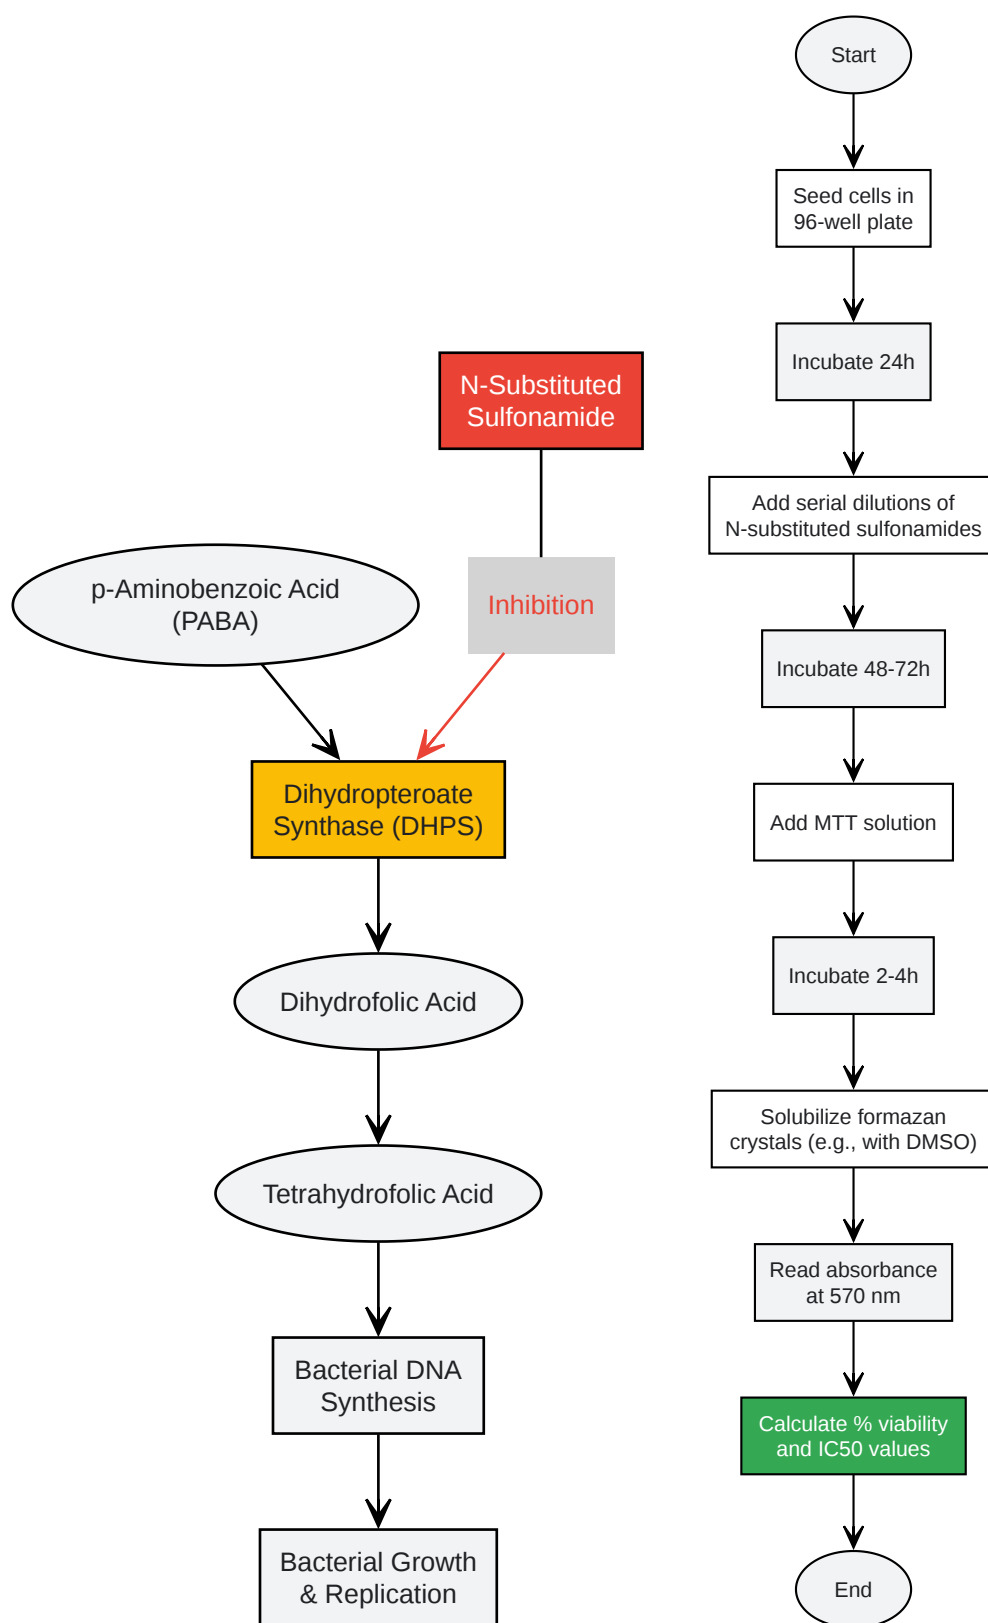 N-Substituted
Sulfonamide
p-Aminobenzoic Acid
(PABA)
Inhibition
Dihydropteroate
Synthase (DHPS)
Dihydrofolic Acid
Tetrahydrofolic Acid
Bacterial DNA
Synthesis
Bacterial Growth
& Replication
Start
Seed cells in
96-well plate
Incubate 24h
Add serial dilutions of
N-substituted sulfonamides
Incubate 48-72h
Add MTT solution
Incubate 2-4h
Solubilize formazan
crystals (e.g., with DMSO)
Read absorbance
at 570 nm
Calculate % viability
and IC50 values
End